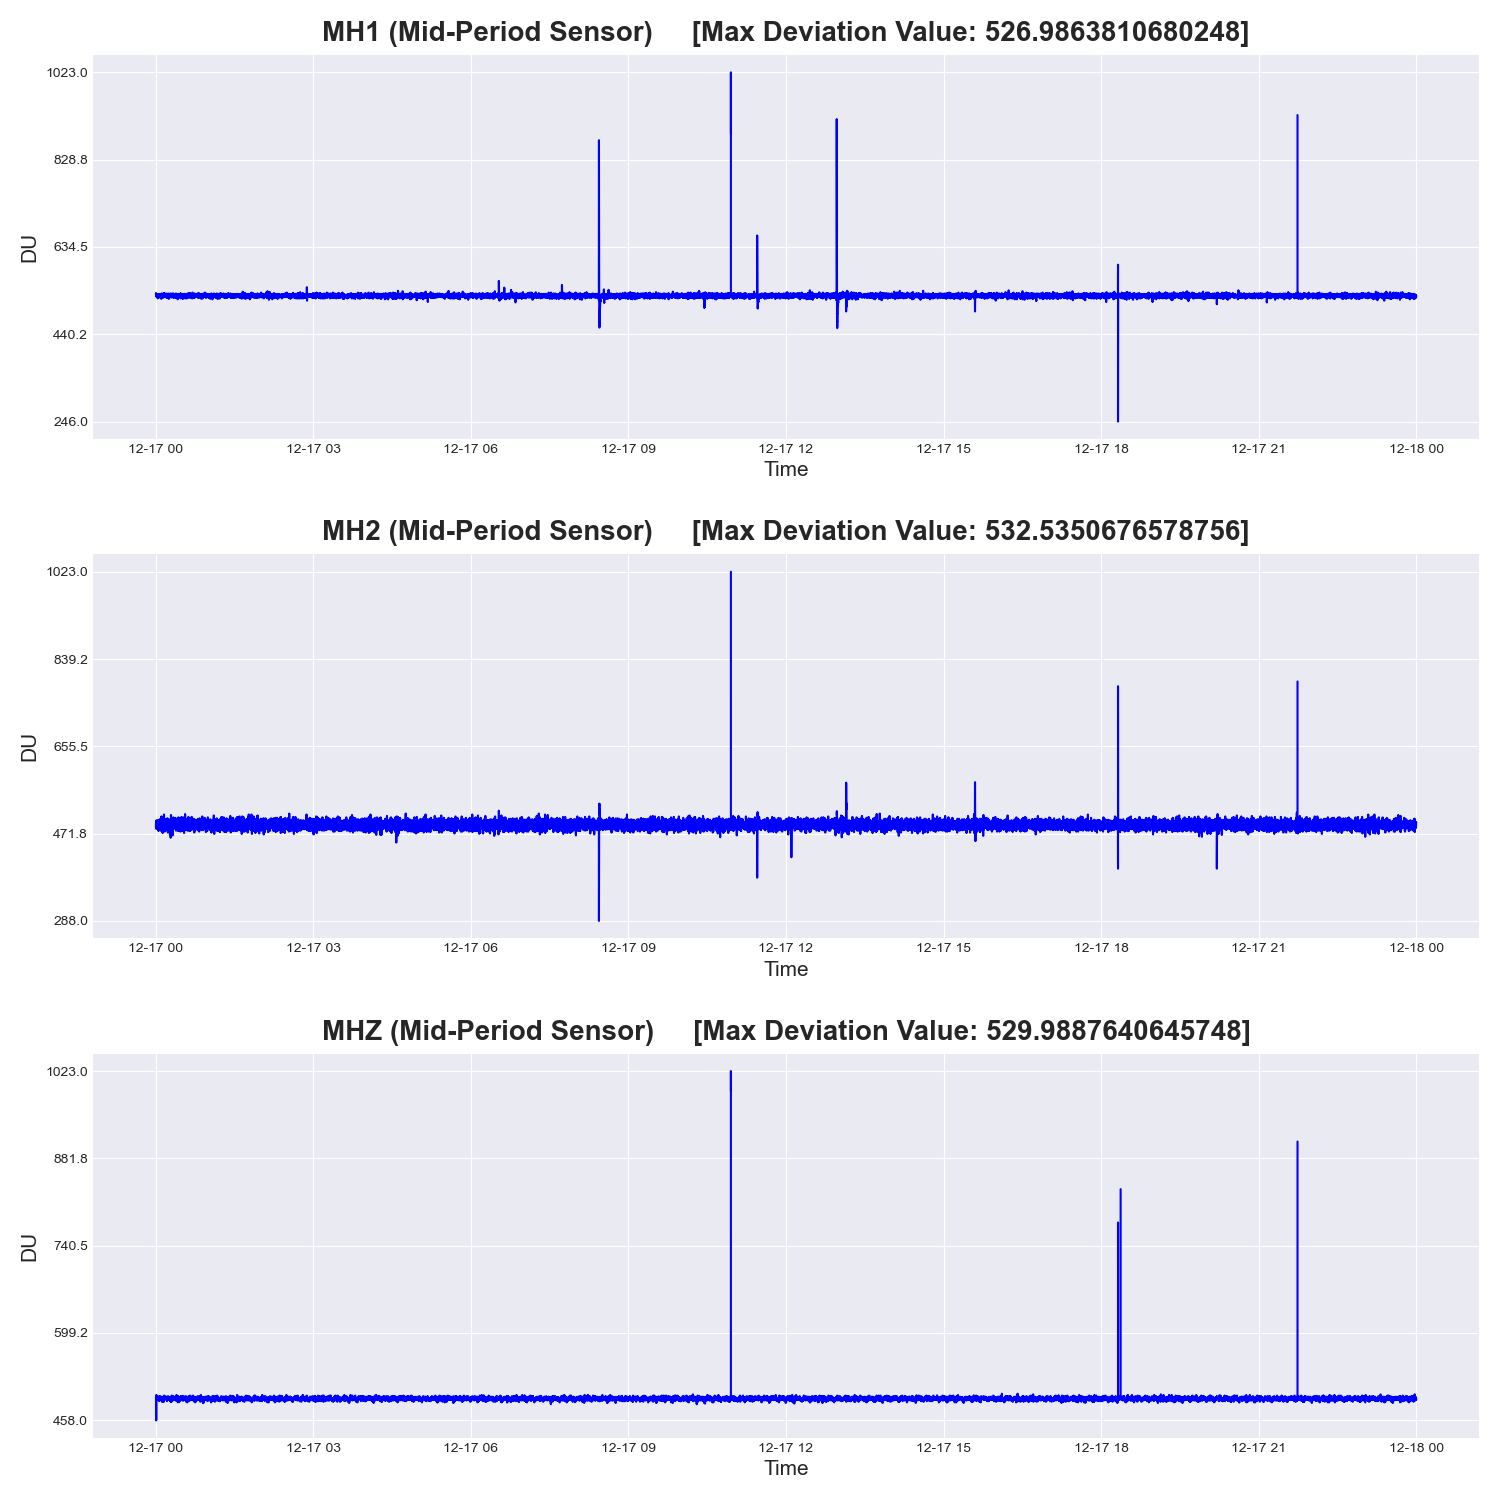 MH1 (Mid-Period Sensor) [Max Deviation Value: 526.9863810680248]
1023.0
828.8
634.5
440.2
246.0
DU
12-17 00 12-17 03 12-17 06 12-17 09 12-17 12 12-17 15 12-17 18 12-17 21 12-18 00
Time
MH2 (Mid-Period Sensor) [Max Deviation Value: 532.5350676578756]
1023.0
839.2
655.5
471.8
288.0
DU
12-17 00 12-17 03 12-17 06 12-17 09 12-17 12 12-17 15 12-17 18 12-17 21 12-18 00
Time
MHZ (Mid-Period Sensor) [Max Deviation Value: 529.9887640645748]
1023.0
881.8
740.5
599.2
458.0
DU
12-17 00 12-17 03 12-17 06 12-17 09 12-17 12 12-17 15 12-17 18 12-17 21 12-18 00
Time